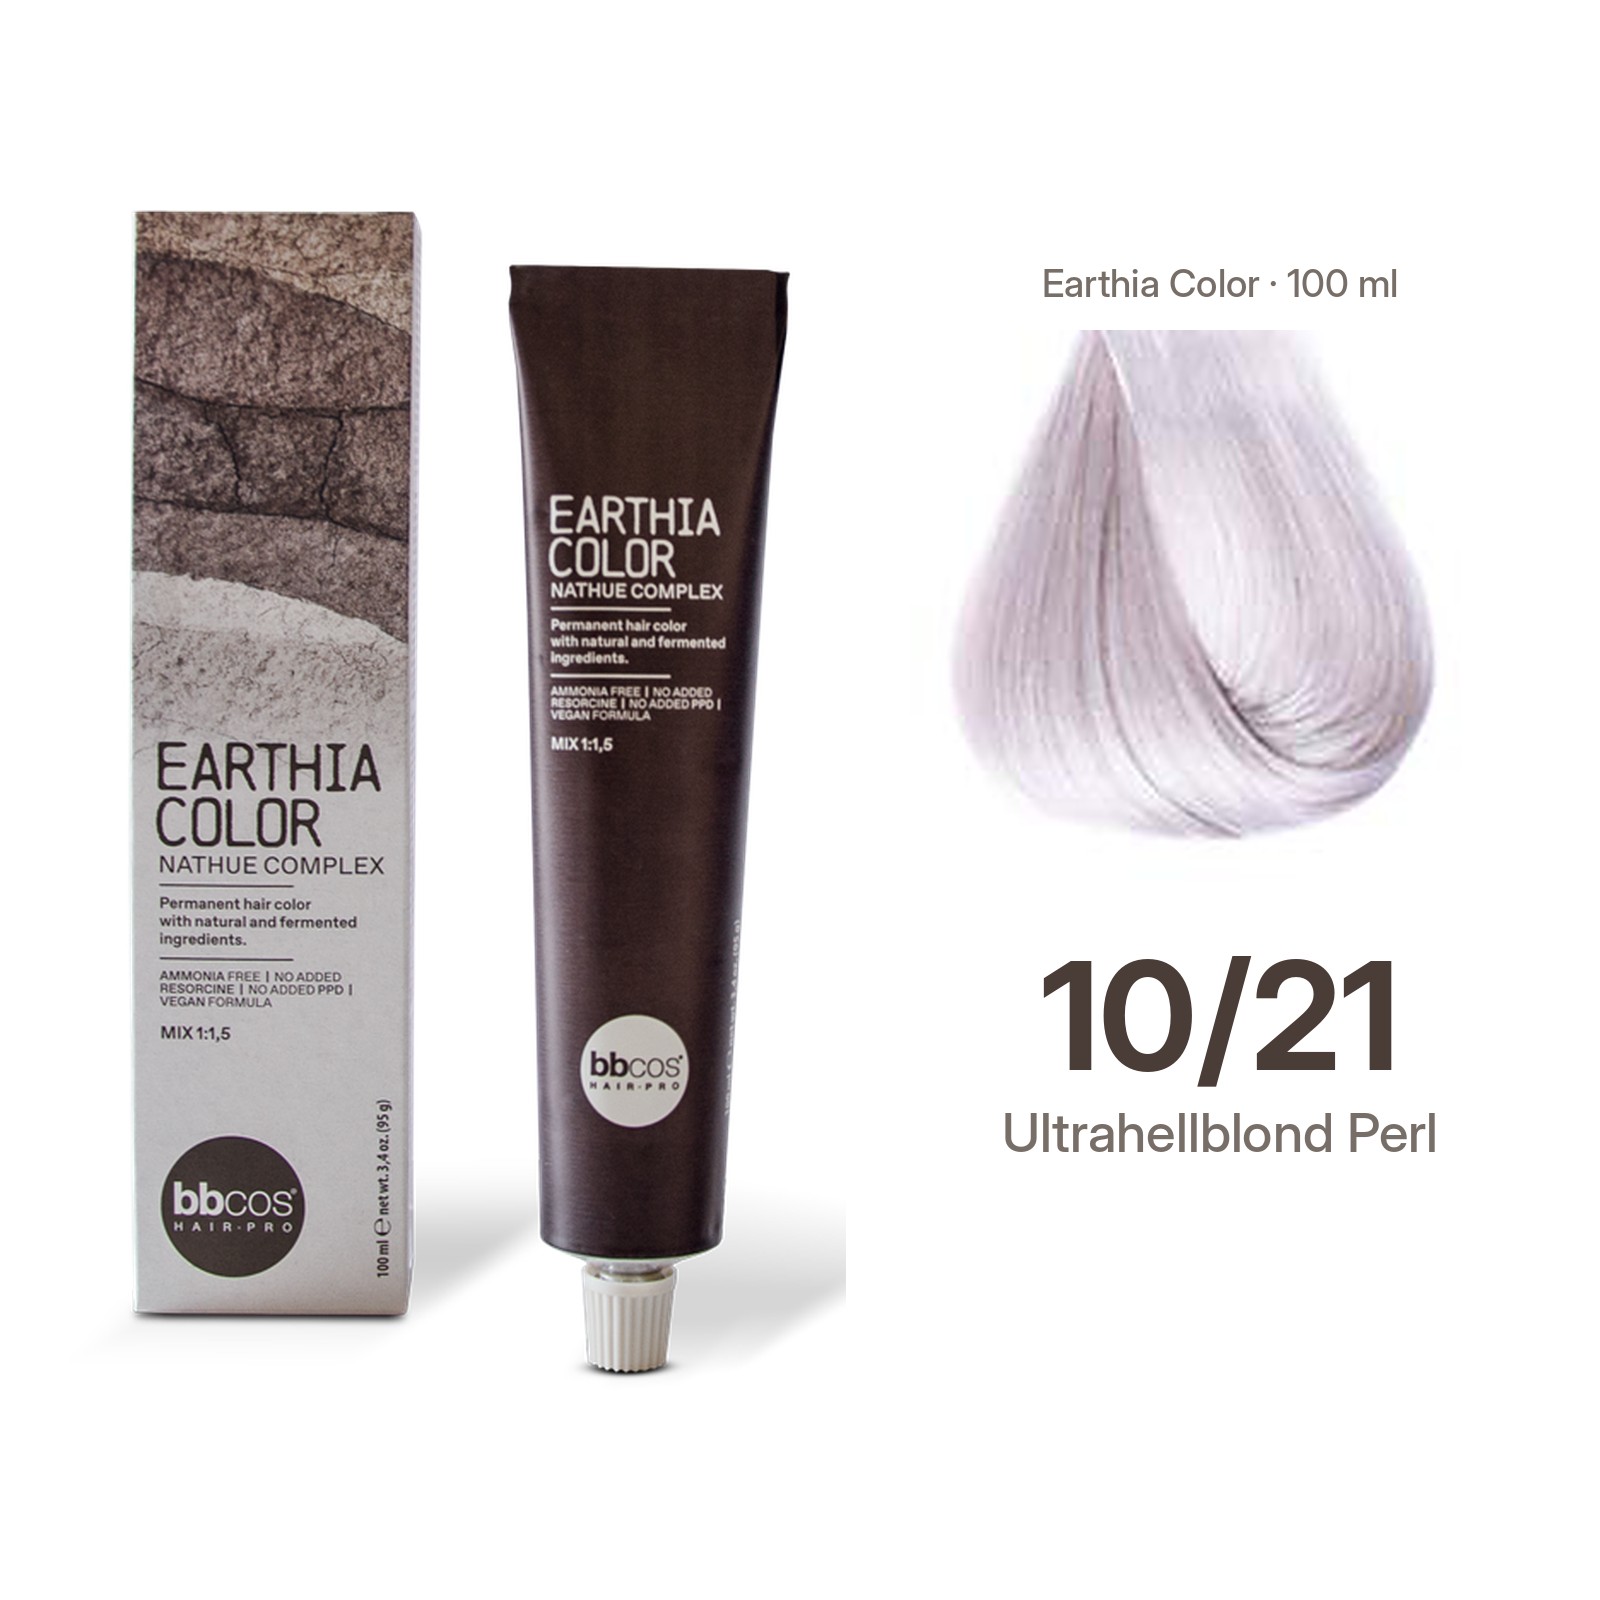 EARTHIA
COLOR
NATHUE COMPLEX
Permanent hair color
with natural and fermented
ingredients.
AMMONIA FREE | NO ADDED
RESORCINE | NO ADDED PPD |
VEGAN FORMULA
MIX 1:1,5
bbcos®
HAIR-PRO
100 ml ℮ net wt. 3,4 oz. (95 g)
EARTHIA
COLOR
NATHUE COMPLEX
Permanent hair color
with natural and fermented
ingredients.
AMMONIA FREE | NO ADDED
RESORCINE | NO ADDED PPD |
VEGAN FORMULA
MIX 1:1,5
bbcos®
HAIR-PRO
Earthia Color · 100 ml
10/21
Ultrahellblond Perl